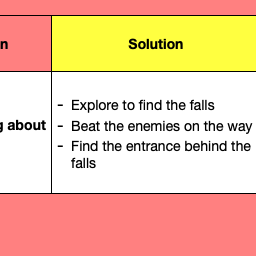 n Solution
- Explore to find the falls
g about - Beat the enemies on the way
- Find the entrance behind the
falls